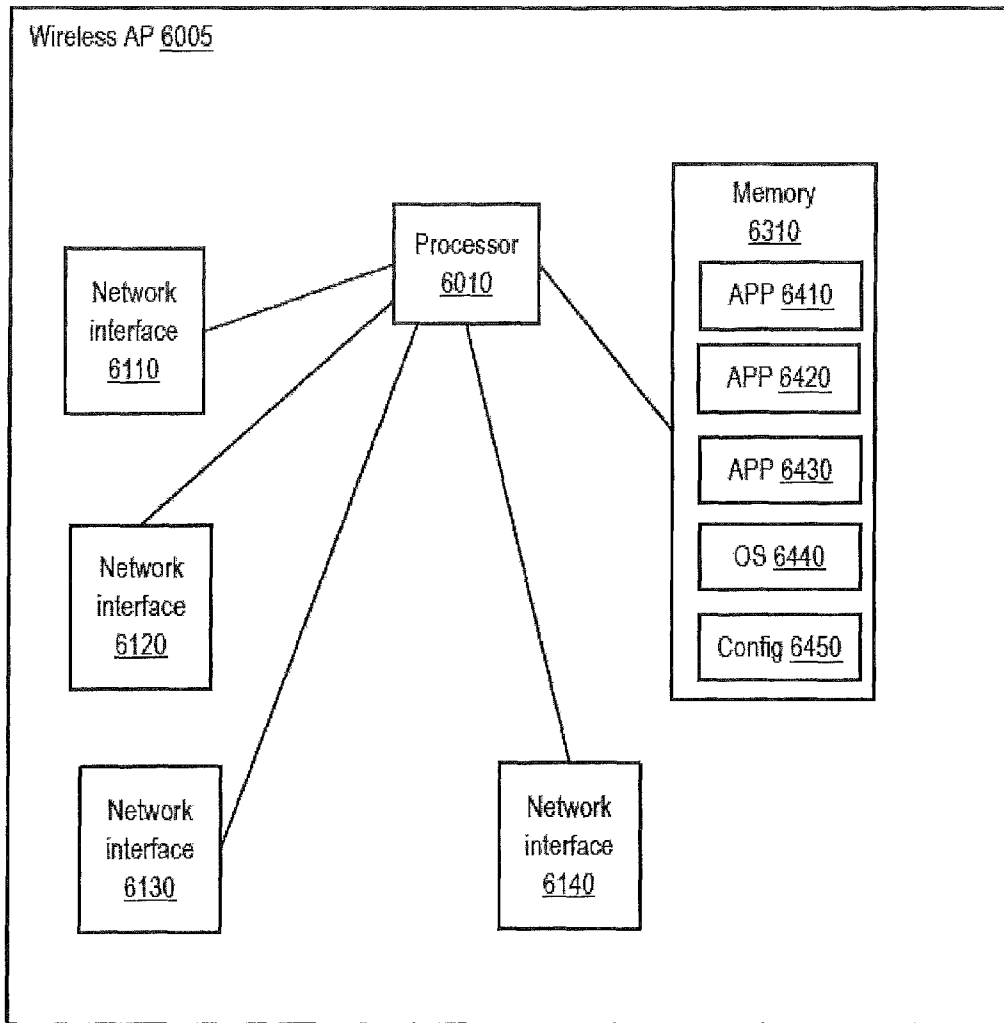 Wireless AP 6005
Processor
6010
Memory
6310
APP 6410
APP 6420
APP 6430
OS 6440
Config 6450
Network
interface
6110
Network
interface
6120
Network
interface
6130
Network
interface
6140